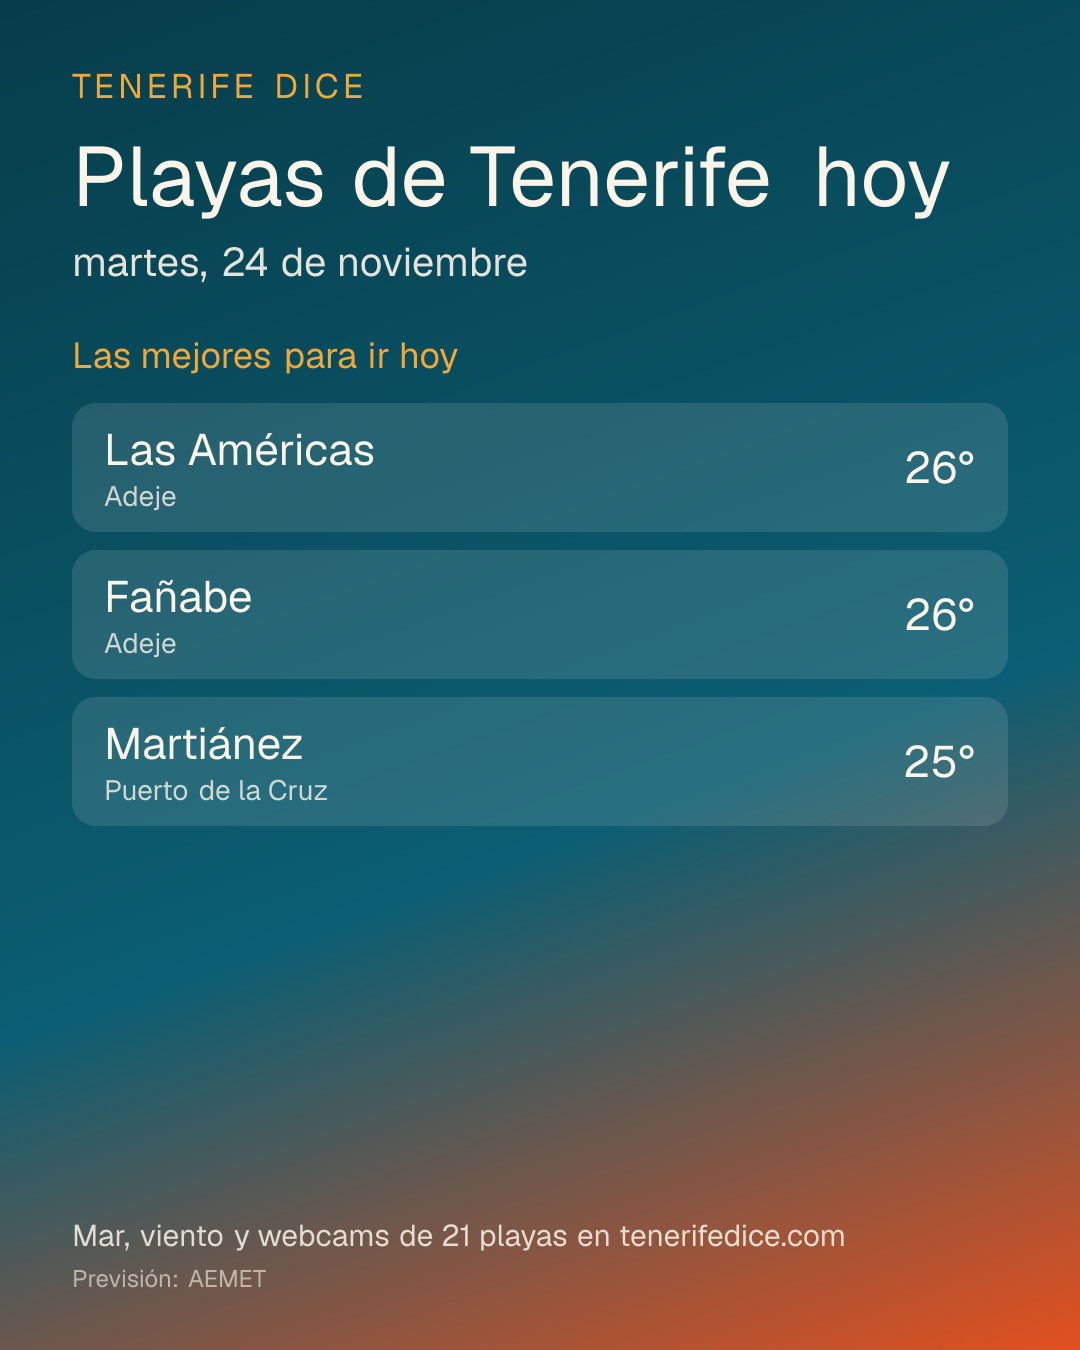 TENERIFE DICE
Playas de Tenerife hoy
martes, 24 de noviembre
Las mejores para ir hoy
Las Américas
Adeje
26°
Fañabe
Adeje
26°
Martiánez
Puerto de la Cruz
25°
Mar, viento y webcams de 21 playas en tenerifedice.com
Previsión: AEMET